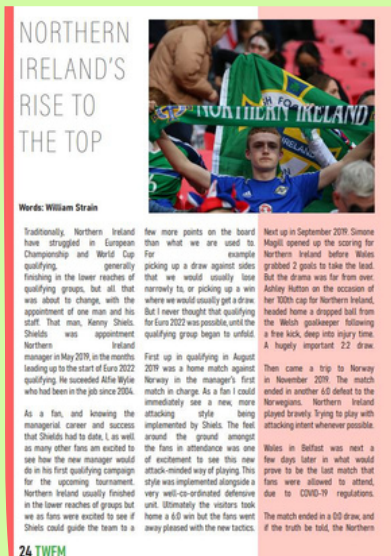 NORTHERN
IRELAND'S
RISE TO
THE TOP
NORTHERN IRELAND
Words: William Strain
Traditionally, Northern Ireland
have struggled in European
Championship and World Cup
qualifying, generally
finishing in the lower reaches of
qualifying groups, but all that
was about to change, with the
appointment of one man and his
staff. That man, Kenny Shiels.
Shields was appointment
Northern Ireland
manager in May 2019, in the months
leading up to the start of Euro 2022
qualifying. He suceeded Alfie Wylie
who had been in the job since 2004.
As a fan, and knowing the
managerial career and success
that Shields had to date, I, as well
as many other fans am excited to
see how the new manager would
do in his first qualifying campaign
for the upcoming tournament.
Northern Ireland usually finished
in the lower reaches of groups but
we as fans were excited to see if
Shiels could guide the team to a
few more points on the board
than what we are used to.
For example
picking up a draw against sides
that we would usually lose
narrowly to, or picking up a win
where we would usually get a draw.
But I never thought that qualifying
for Euro 2022 was possible, until the
qualifying group began to unfold.
First up in qualifying in August
2019 was a home match against
Norway in the manager's first
match in charge. As a fan I could
immediately see a new, more
attacking style being
implemented by Shiels. The feel
around the ground amongst
the fans in attendance was one
of excitement to see this new
attack-minded way of playing. This
style was implemented alongside a
very well-co-ordinated defensive
unit. Ultimately the visitors took
home a 6:0 win but the fans went
away pleased with the new tactics.
Next up in September 2019. Simone
Magill opened up the scoring for
Northern Ireland before Wales
grabbed 2 goals to take the lead.
But the drama was far from over.
Ashley Hutton on the occasion of
her 100th cap for Northern Ireland,
headed home a dropped ball from
the Welsh goalkeeper following
a free kick, deep into injury time.
A hugely important 2:2 draw.
Then came a trip to Norway
in November 2019. The match
ended in another 6:0 defeat to the
Norwegians. Northern Ireland
played bravely. Trying to play with
attacking intent whenever possible.
Wales in Belfast was next a
few days later in what would
prove to be the last match that
fans were allowed to attend,
due to COVID-19 regulations.
The match ended in a 0:0 draw, and
if the truth be told, the Northern
24 TWFM